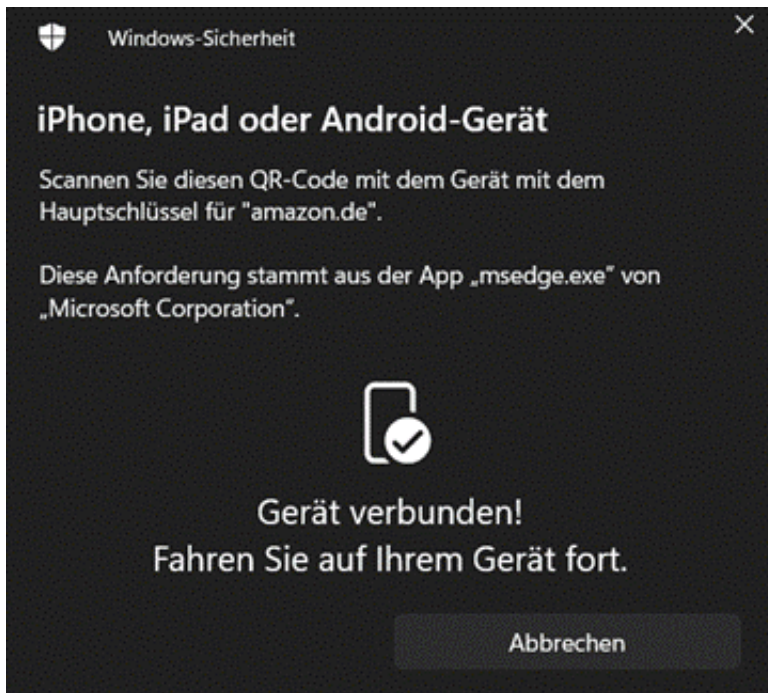 Windows-Sicherheit
iPhone, iPad oder Android-Gerät
Scannen Sie diesen QR-Code mit dem Gerät mit dem
Hauptschlüssel für "amazon.de".
Diese Anforderung stammt aus der App „msedge.exe“ von
„Microsoft Corporation“.
Gerät verbunden!
Fahren Sie auf Ihrem Gerät fort.
Abbrechen